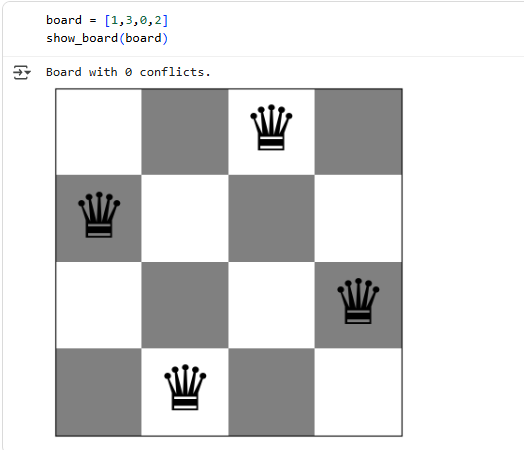 board = [1,3,0,2]
show_board(board)
Board with 0 conflicts.